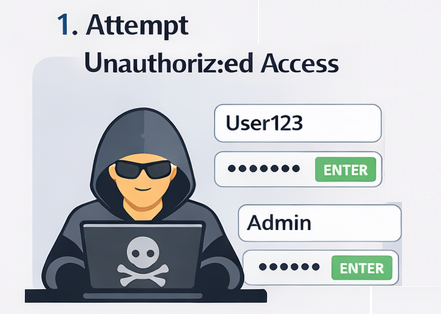 1. Attempt
Unauthoriz:ed Access
User123
••••••• ENTER
Admin
•••••• ENTER